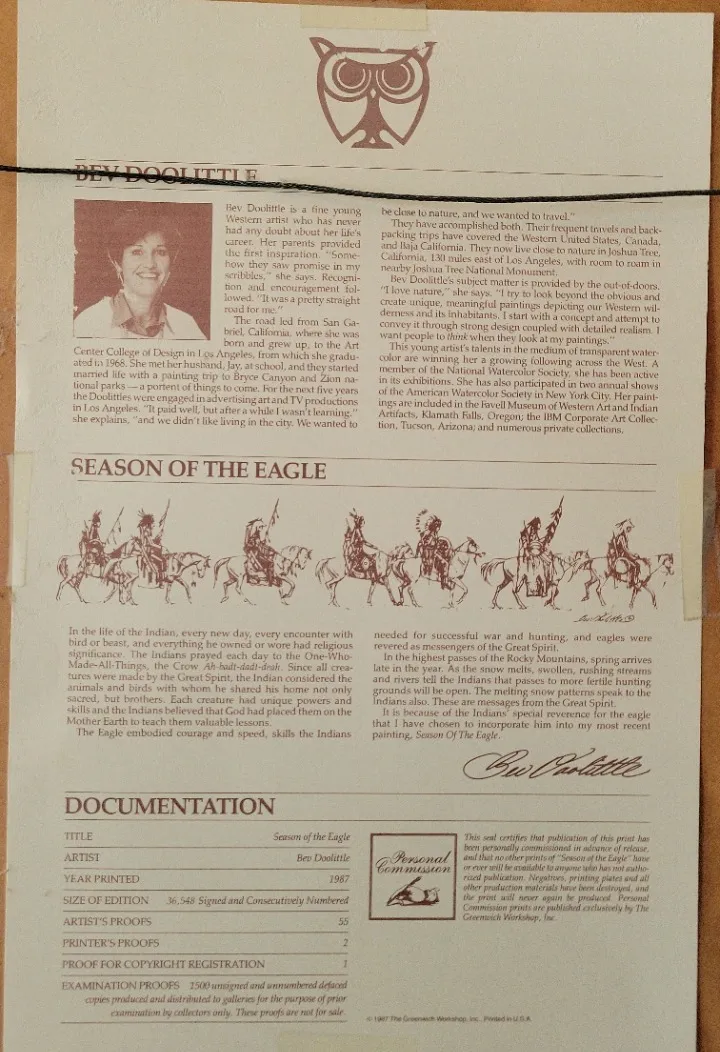 BEV DOOLITTLE
Bev Doolittle is a fine young
Western artist who has never
had any doubt about her life's
career. Her parents provided
the first inspiration. "Some-
how they saw promise in my
scribbles," she says. Recogni-
tion and encouragement fol-
lowed. "It was a pretty straight
road for me."
The road led from San Ga-
briel, California, where she was
born and grew up, to the Art
Center College of Design in Los Angeles, from which she gradu-
ated in 1968. She met her husband, Jay, at school, and they started
married life with a painting trip to Bryce Canyon and Zion na-
tional parks — a portent of things to come. For the next five years
the Doolittles were engaged in advertising art and TV productions
in Los Angeles. "It paid well, but after a while I wasn't learning,"
she explains, "and we didn't like living in the city. We wanted to
be close to nature, and we wanted to travel."
They have accomplished both. Their frequent travels and back-
packing trips have covered the Western United States, Canada,
and Baja California. They now live close to nature in Joshua Tree,
California, 130 miles east of Los Angeles, with room to roam in
nearby Joshua Tree National Monument.
Bev Doolittle's subject matter is provided by the out-of-doors.
"I love nature," she says. "I try to look beyond the obvious and
create unique, meaningful paintings depicting our Western wil-
derness and its inhabitants. I start with a concept and attempt to
convey it through strong design coupled with detailed realism. I
want people to think when they look at my paintings."
This young artist's talents in the medium of transparent water-
color are winning her a growing following across the West. A
member of the National Watercolor Society, she has been active
in its exhibitions. She has also participated in two annual shows
of the American Watercolor Society in New York City. Her paint-
ings are included in the Favell Museum of Western Art and Indian
Artifacts, Klamath Falls, Oregon; the IBM Corporate Art Collec-
tion, Tucson, Arizona; and numerous private collections.
SEASON OF THE EAGLE
Bev Doolittle ©
In the life of the Indian, every new day, every encounter with
bird or beast, and everything he owned or wore had religious
significance. The Indians prayed each day to the One-Who-
Made-All-Things, the Crow Ah-badt-dadt-deah. Since all crea-
tures were made by the Great Spirit, the Indian considered the
animals and birds with whom he shared his home not only
sacred, but brothers. Each creature had unique powers and
skills and the Indians believed that God had placed them on the
Mother Earth to teach them valuable lessons.
The Eagle embodied courage and speed, skills the Indians
needed for successful war and hunting, and eagles were
revered as messengers of the Great Spirit.
In the highest passes of the Rocky Mountains, spring arrives
late in the year. As the snow melts, swollen, rushing streams
and rivers tell the Indians that passes to more fertile hunting
grounds will be open. The melting snow patterns speak to the
Indians also. These are messages from the Great Spirit.
It is because of the Indians' special reverence for the eagle
that I have chosen to incorporate him into my most recent
painting, Season Of The Eagle.
Bev Doolittle
DOCUMENTATION
TITLE Season of the Eagle
ARTIST Bev Doolittle
YEAR PRINTED 1987
SIZE OF EDITION 36,548 Signed and Consecutively Numbered
ARTIST'S PROOFS 55
PRINTER'S PROOFS 2
PROOF FOR COPYRIGHT REGISTRATION 1
EXAMINATION PROOFS 1500 unsigned and unnumbered defaced
copies produced and distributed to galleries for the purpose of prior
examination by collectors only. These proofs are not for sale.
Personal
Commission
This seal certifies that publication of this print has
been personally commissioned in advance of release,
and that no other prints of "Season of the Eagle" have
or ever will be available to anyone who has not autho-
rized publication. Negatives, printing plates and all
other production materials have been destroyed, and
the print will never again be produced. Personal
Commission prints are published exclusively by The
Greenwich Workshop, Inc.
© 1987 The Greenwich Workshop, Inc. Printed in U.S.A.